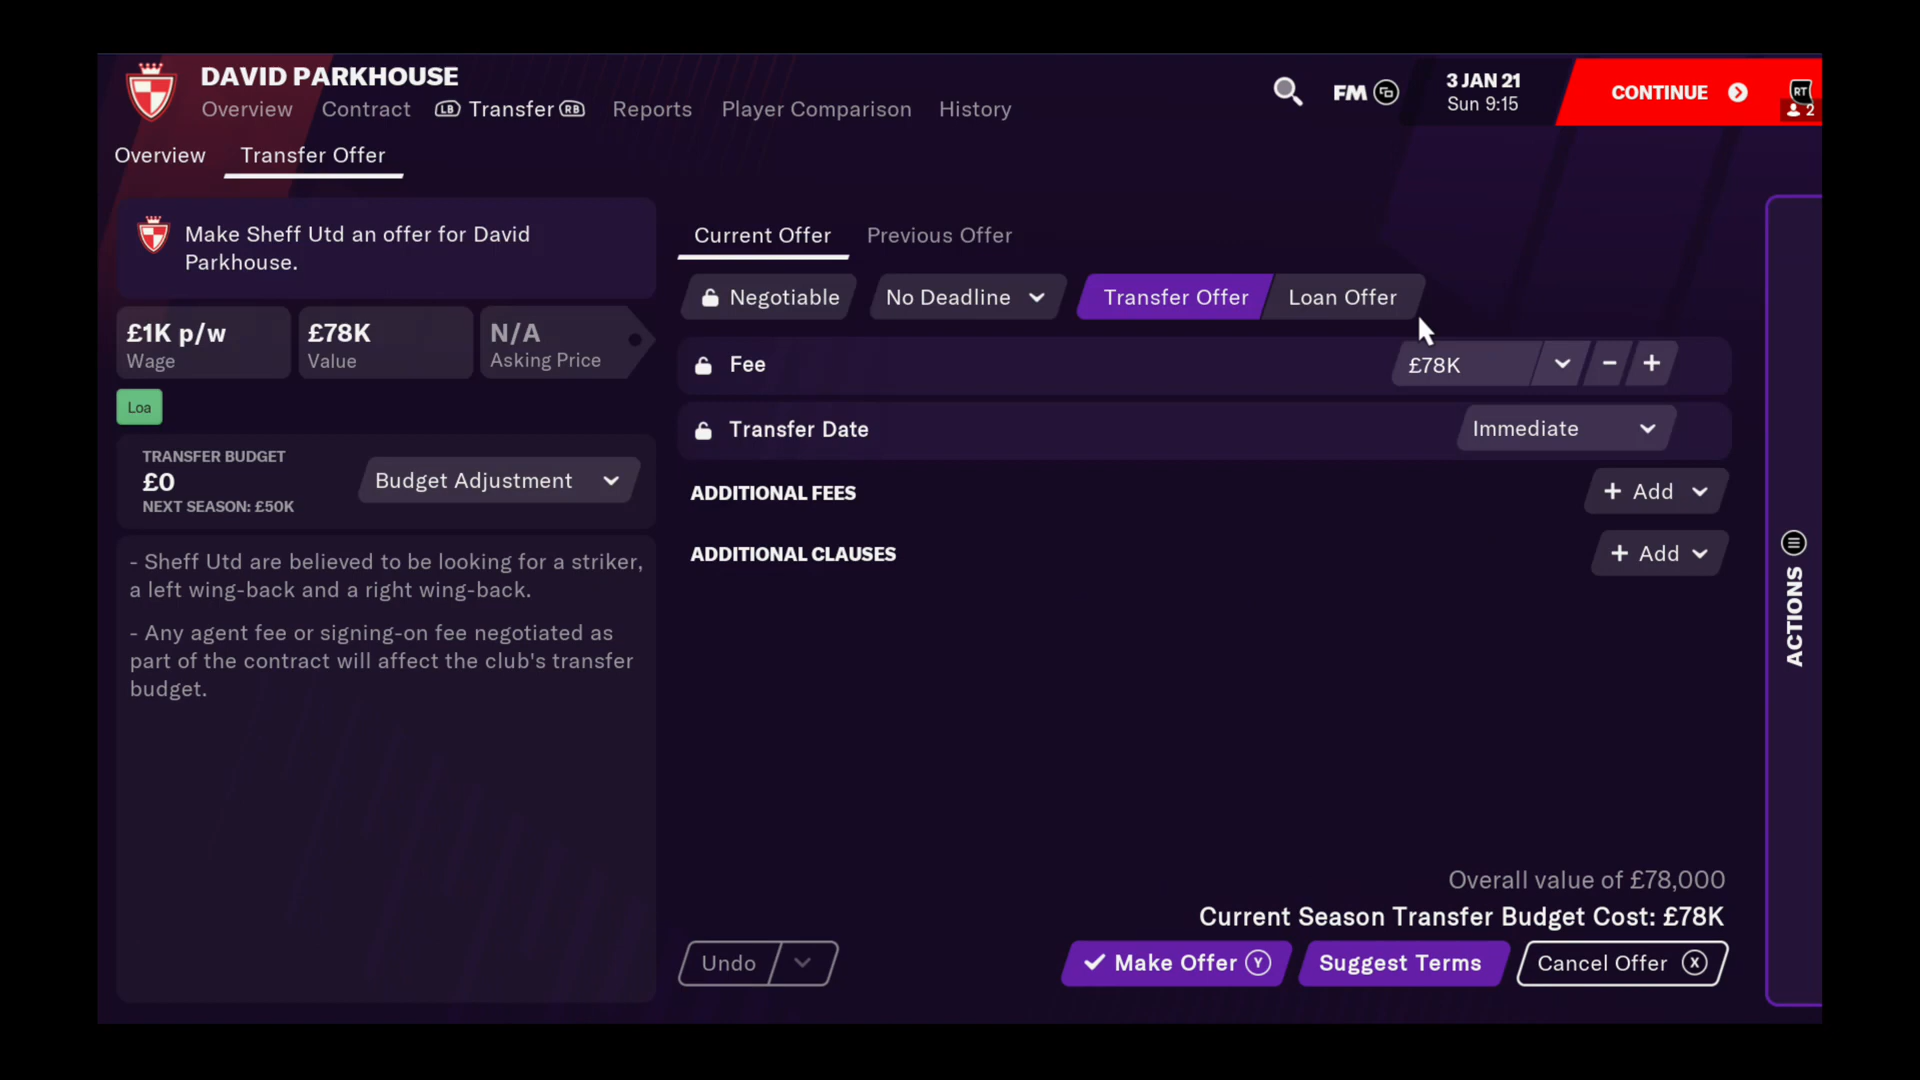 DAVID PARKHOUSE
Overview Contract LB Transfer RB Reports Player Comparison History
FM
3 JAN 21
Sun 9:15
CONTINUE
RT
2
Overview Transfer Offer
Make Sheff Utd an offer for David
Parkhouse.
£1K p/w
Wage
£78K
Value
N/A
Asking Price
Loa
TRANSFER BUDGET
£0
NEXT SEASON: £50K
Budget Adjustment
- Sheff Utd are believed to be looking for a striker,
a left wing-back and a right wing-back.
- Any agent fee or signing-on fee negotiated as
part of the contract will affect the club's transfer
budget.
Current Offer Previous Offer
Negotiable No Deadline Transfer Offer Loan Offer
Fee £78K - +
Transfer Date Immediate
ADDITIONAL FEES + Add
ADDITIONAL CLAUSES + Add
Overall value of £78,000
Current Season Transfer Budget Cost: £78K
Undo Make Offer Y Suggest Terms Cancel Offer X
ACTIONS